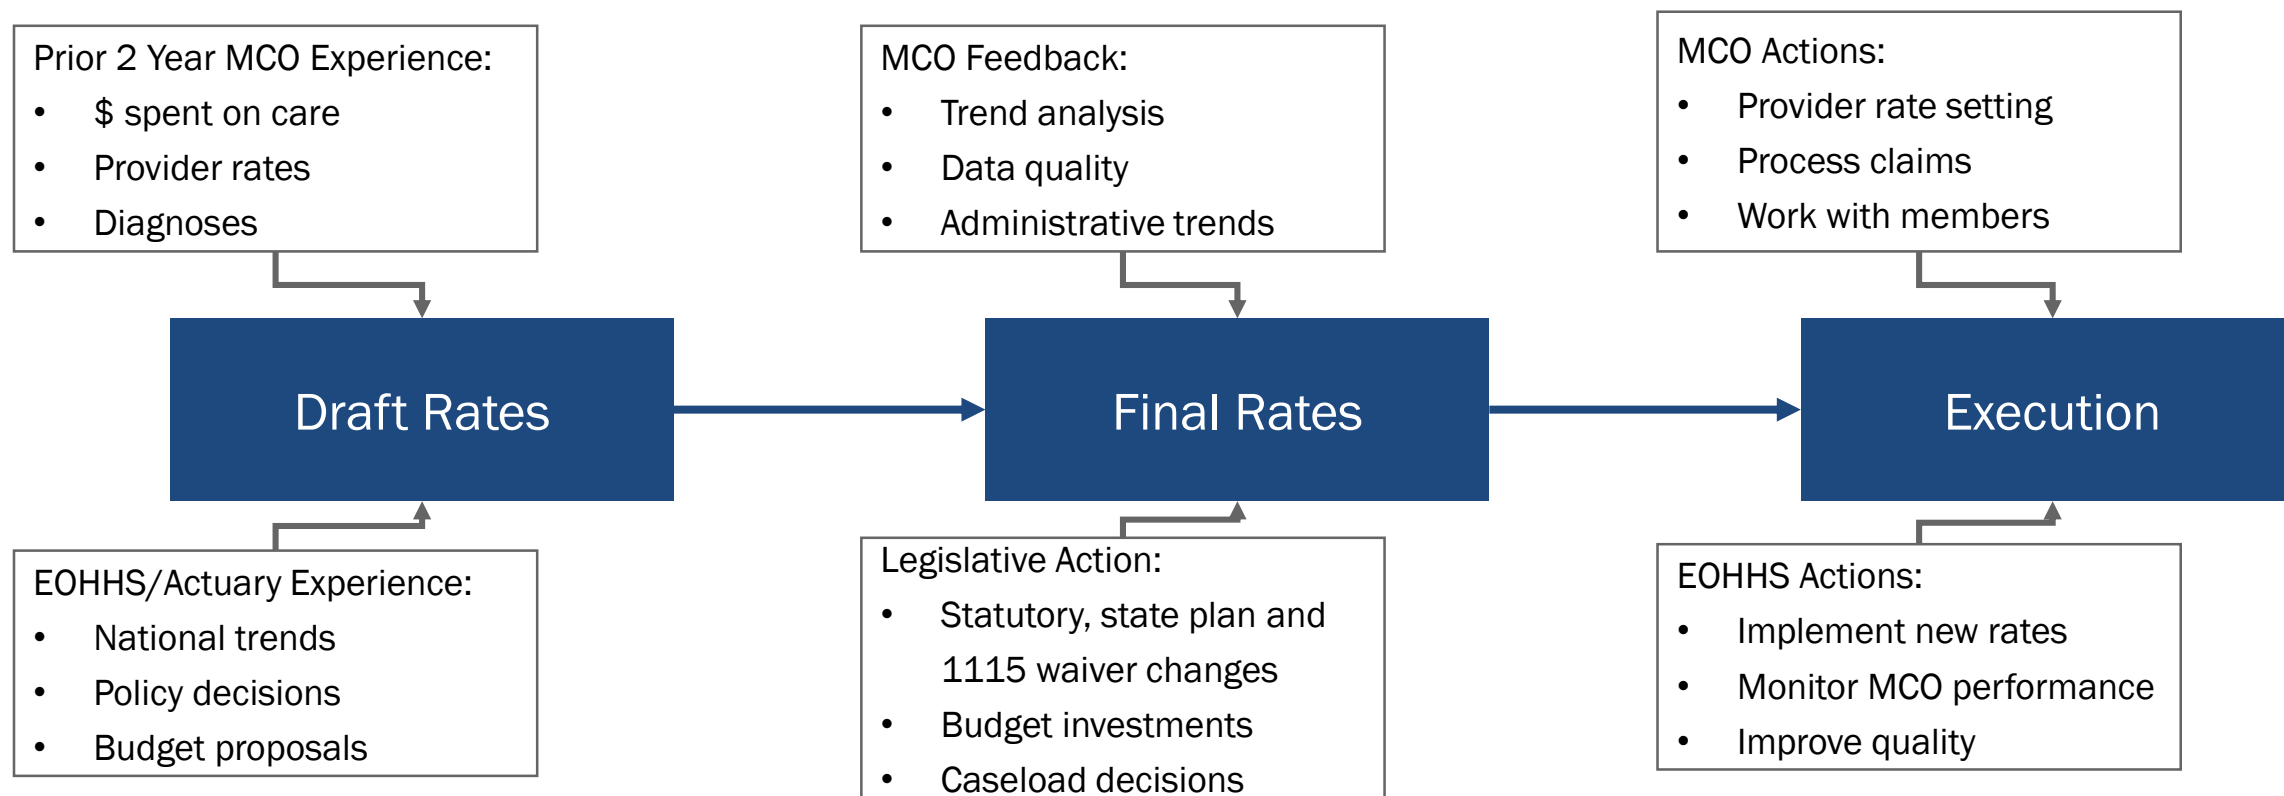 Prior 2 Year MCO Experience:
• $ spent on care
• Provider rates
• Diagnoses
MCO Feedback:
• Trend analysis
• Data quality
• Administrative trends
MCO Actions:
• Provider rate setting
• Process claims
• Work with members
Draft Rates
Final Rates
Execution
EOHHS/Actuary Experience:
• National trends
• Policy decisions
• Budget proposals
Legislative Action:
• Statutory, state plan and
1115 waiver changes
• Budget investments
• Caseload decisions
EOHHS Actions:
• Implement new rates
• Monitor MCO performance
• Improve quality